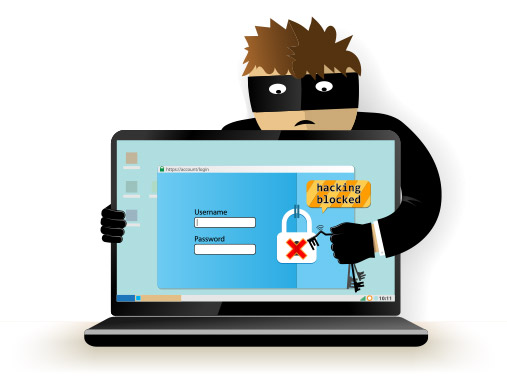 https://account/login
hacking
blocked
Username
Password
10:11